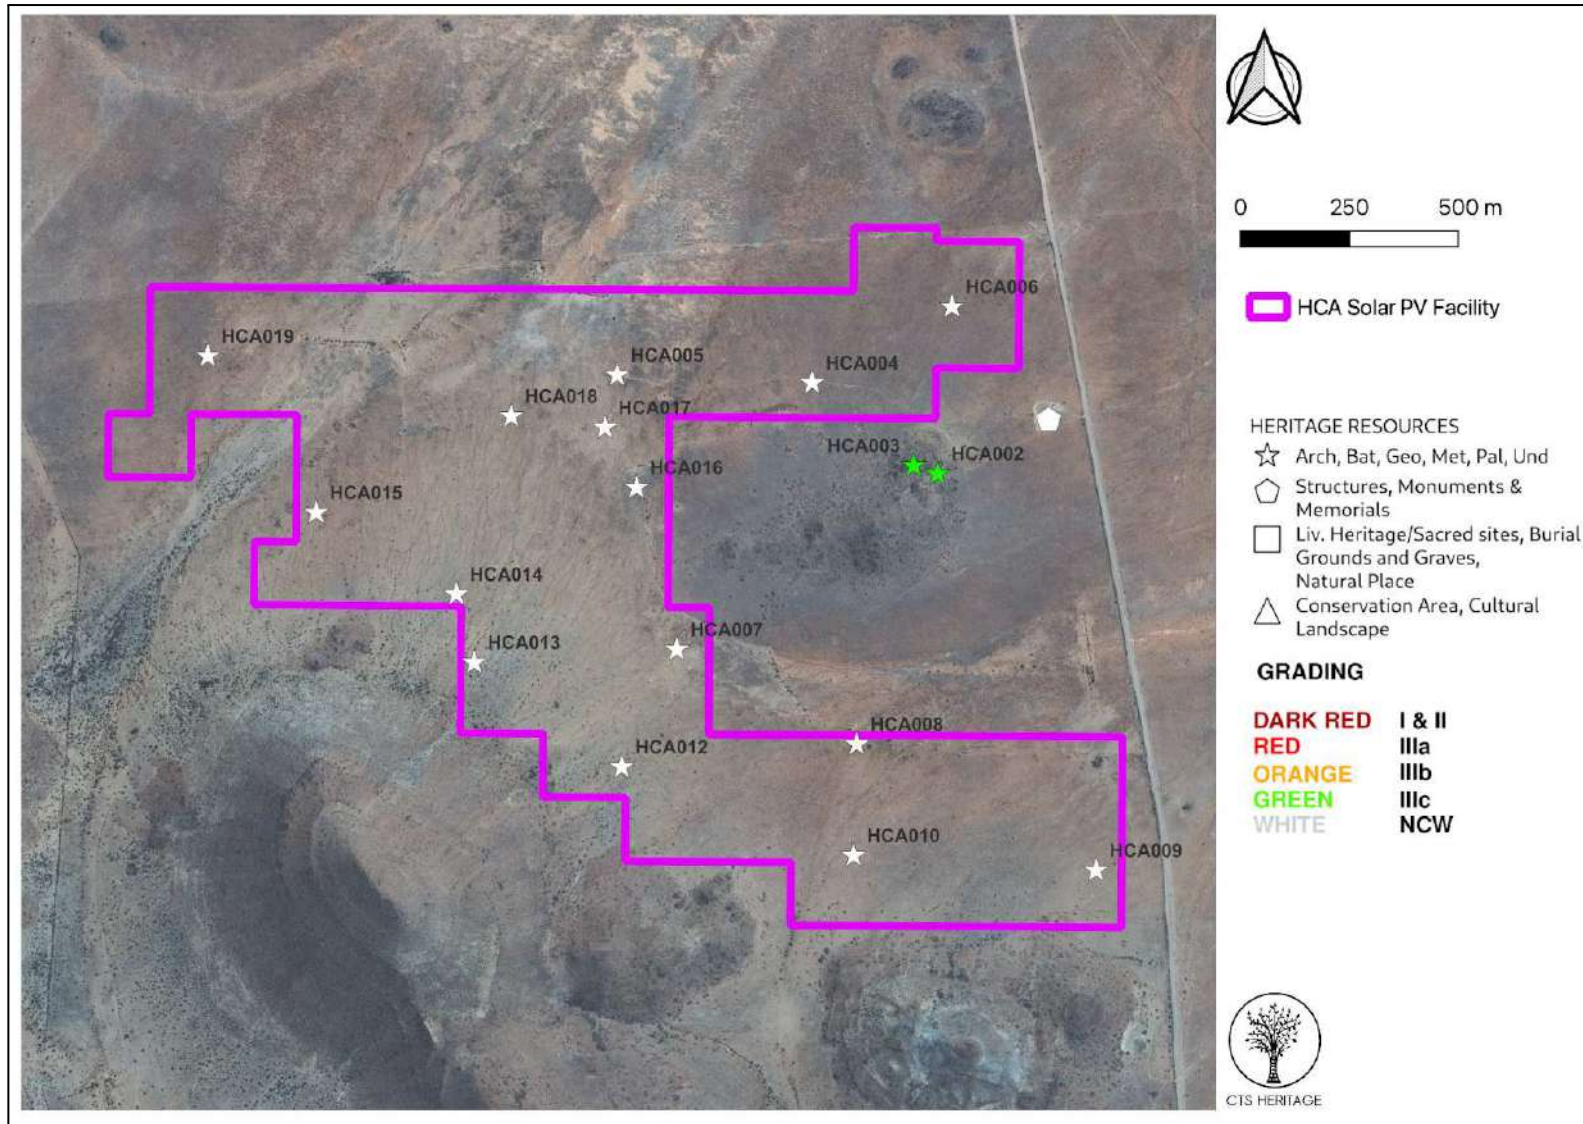 HCA006
HCA019
HCA005
HCA004
HCA018
HCA017
HCA003
HCA002
HCA016
HCA015
HCA014
HCA007
HCA013
HCA008
HCA012
HCA010
HCA009
0 250 500 m
HCA Solar PV Facility
HERITAGE RESOURCES
Arch, Bat, Geo, Met, Pal, Und
Structures, Monuments &
Memorials
Liv. Heritage/Sacred sites, Burial
Grounds and Graves,
Natural Place
Conservation Area, Cultural
Landscape
GRADING
DARK RED I & II
RED IIIa
ORANGE IIIb
GREEN IIIc
WHITE NCW
CTS HERITAGE